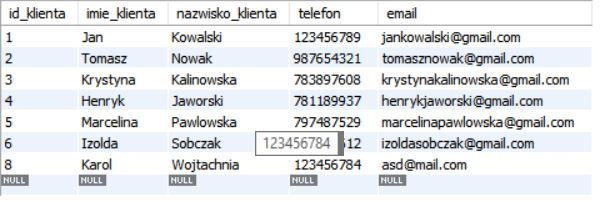 id_klienta imie_klienta nazwisko_klienta telefon email
1 Jan Kowalski 123456789 jankowalski@gmail.com
2 Tomasz Nowak 987654321 tomasznowak@gmail.com
3 Krystyna Kalinowska 783897608 krystynakalinowska@gmail.com
4 Henryk Jaworski 781189937 henrykjaworski@gmail.com
5 Marcelina Pawlowska 797487529 marcelinapawlowska@gmail.com
6 Izolda Sobczak 123456784 512 izoldasobczak@gmail.com
8 Karol Wojtachnia 123456784 asd@mail.com
NULL NULL NULL NULL NULL